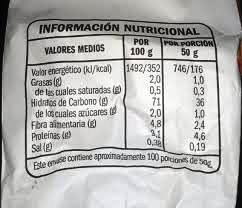 INFORMACIÓN NUTRICIONAL
VALORES MEDIOS POR 100 g POR PORCIÓN 50 g
Valor energético (kj/kcal) 1492/352 746/176
Grasas (g) 2,0 1,0
de las cuales saturadas (g) 0,5 0,3
Hidratos de Carbono (g) 71 36
de los cuales azúcares (g) 2,0 1,0
Fibra alimentaria (g) 4,8 2,4
Proteínas (g) 9,1 4,6
Sal (g) 0,38 0,19
Este envase contiene aproximadamente 100 porciones de 50g.